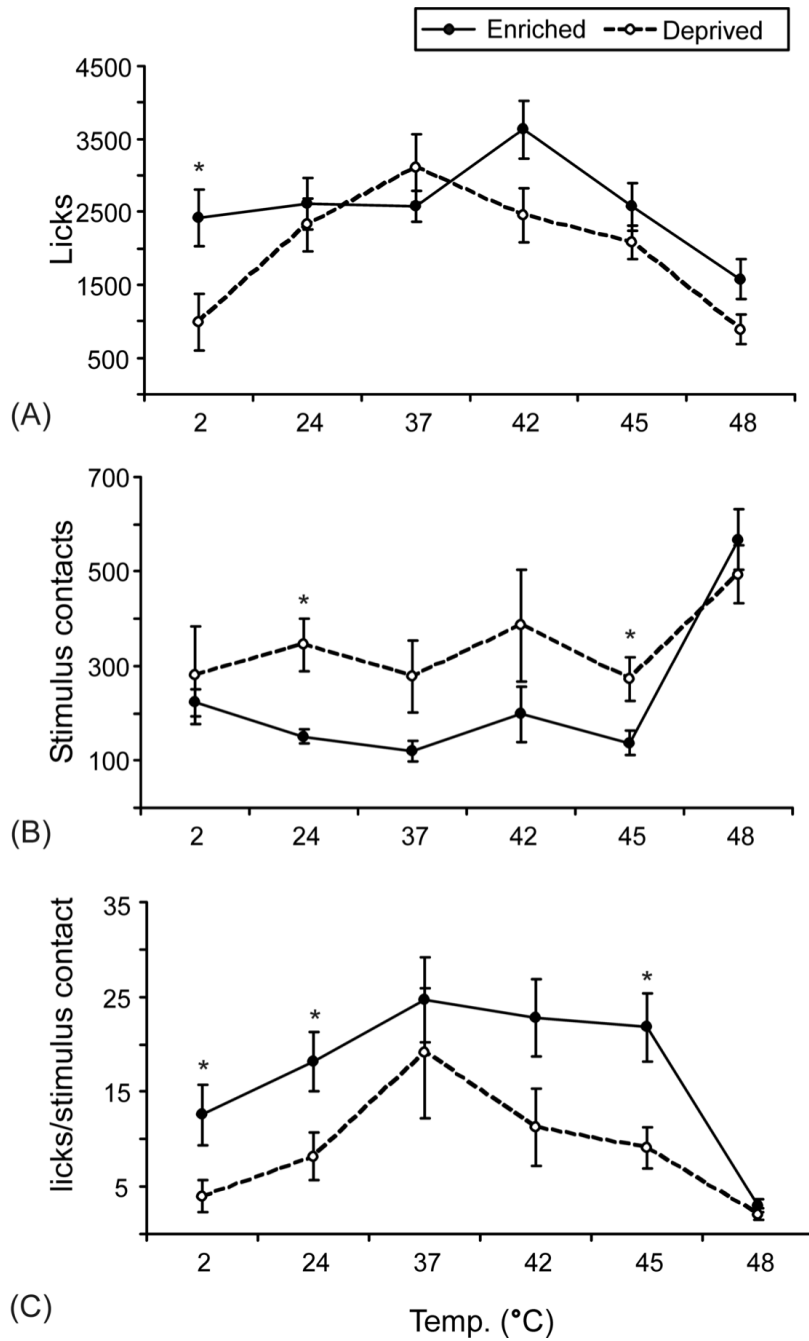 Enriched Deprived
4500
3500
2500
1500
500
Licks
*
2 24 37 42 45 48
(A)
700
500
300
100
Stimulus contacts
* *
2 24 37 42 45 48
(B)
35
25
15
5
licks/stimulus contact
* * *
2 24 37 42 45 48
(C)
Temp. (°C)